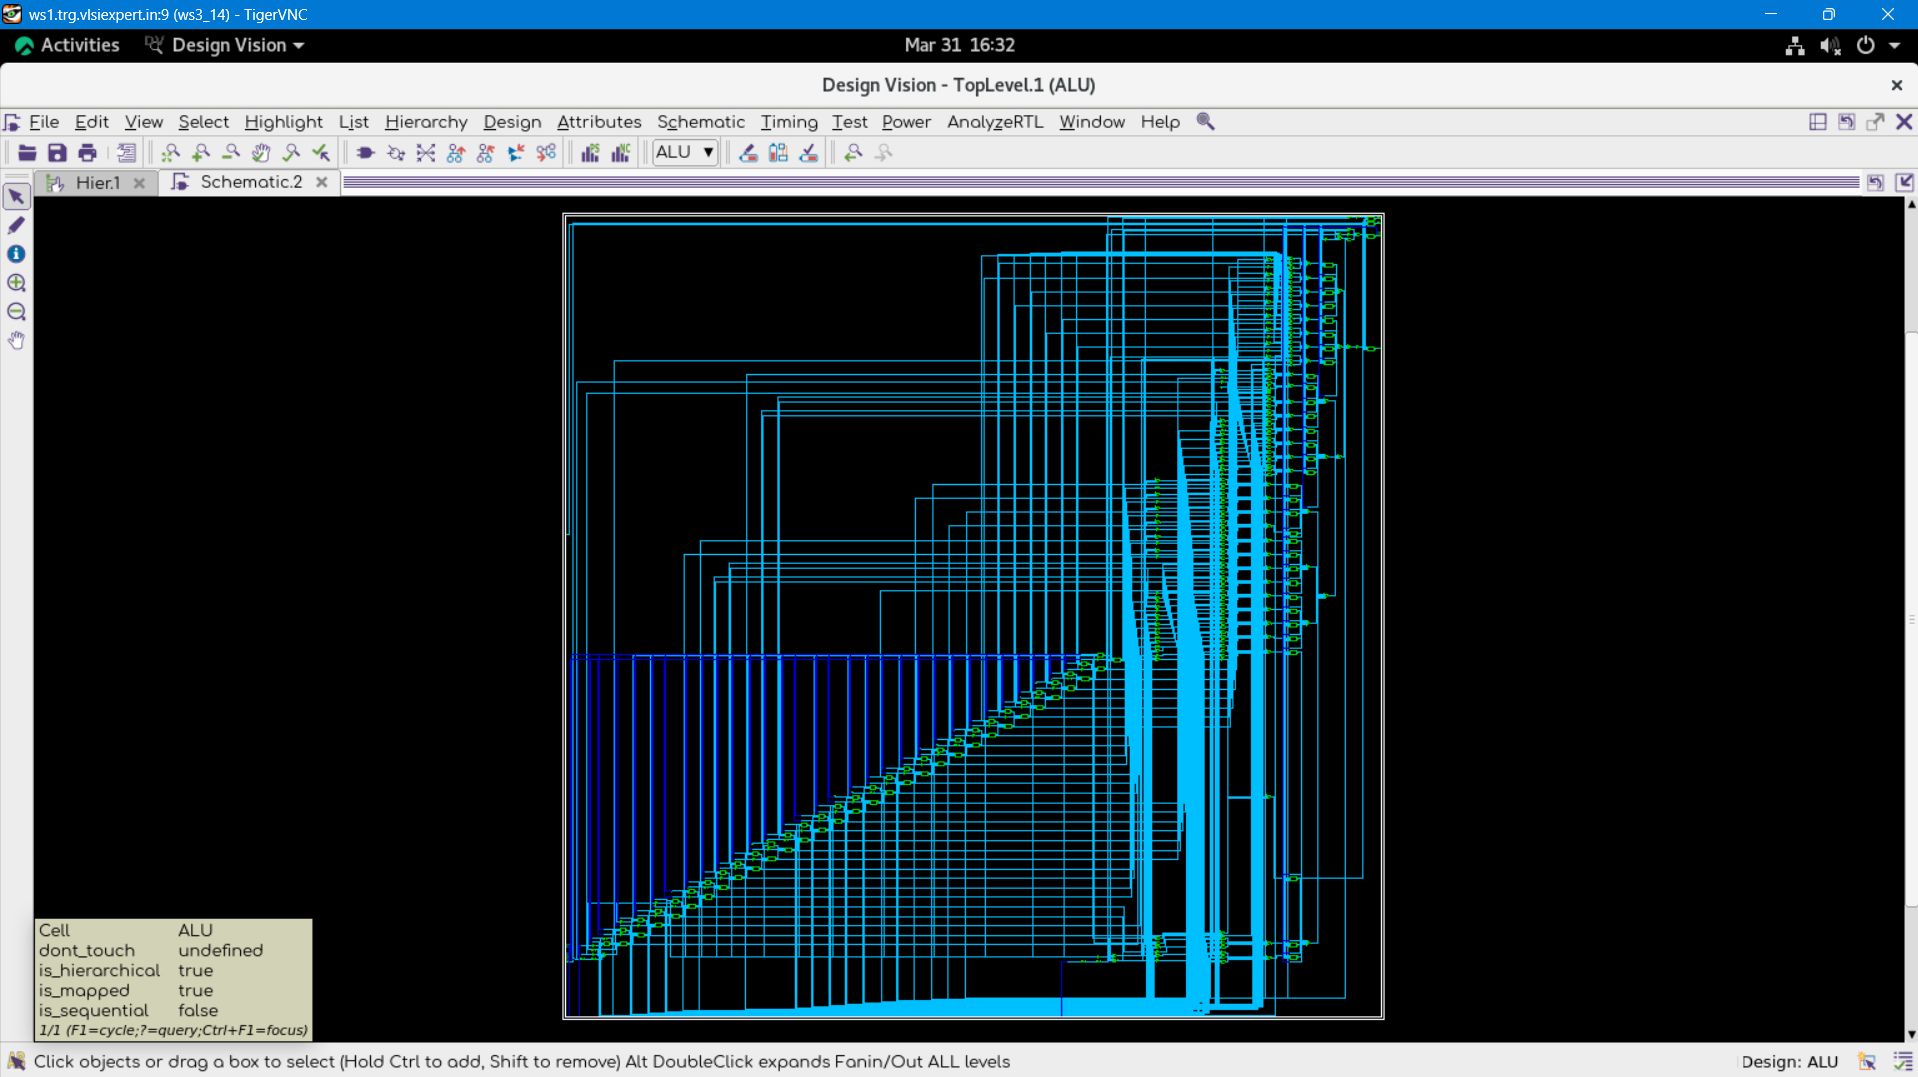 ws1.trg.vlsiexpert.in:9 (ws3_14) - TigerVNC
Activities Design Vision Mar 31 16:32
Design Vision - TopLevel.1 (ALU)
File Edit View Select Highlight List Hierarchy Design Attributes Schematic Timing Test Power AnalyzeRTL Window Help
ALU
Hier.1 Schematic.2
Cell ALU
dont_touch undefined
is_hierarchical true
is_mapped true
is_sequential false
1/1 (F1=cycle;?=query;Ctrl+F1=focus)
Click objects or drag a box to select (Hold Ctrl to add, Shift to remove) Alt DoubleClick expands Fanin/Out ALL levels
Design: ALU